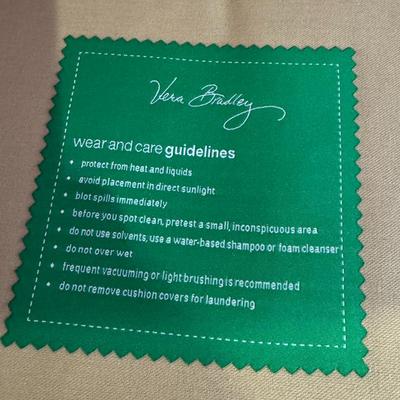 Vera Bradley
wear and care guidelines
• protect from heat and liquids
• avoid placement in direct sunlight
• blot spills immediately
• before you spot clean, pretest a small, inconspicuous area
• do not use solvents, use a water-based shampoo or foam cleanser
• do not over wet
• frequent vacuuming or light brushing is recommended
• do not remove cushion covers for laundering